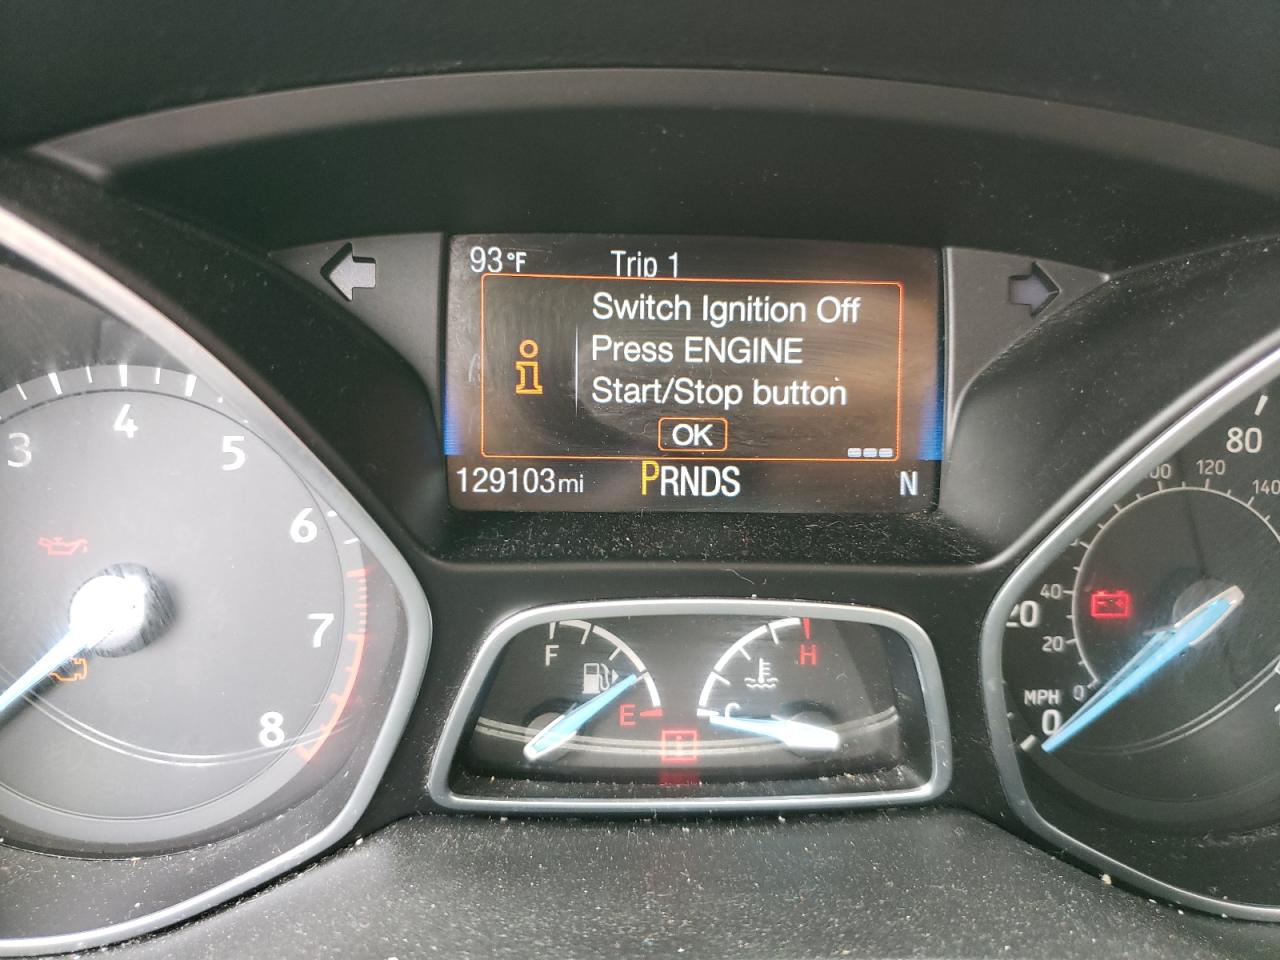 93°F Trip 1
Switch Ignition Off
Press ENGINE
Start/Stop button
OK
129103mi PRNDS N
3 4 5 6 7 8
F E
C H
80
100 120 140
40
20
20
0
MPH 0